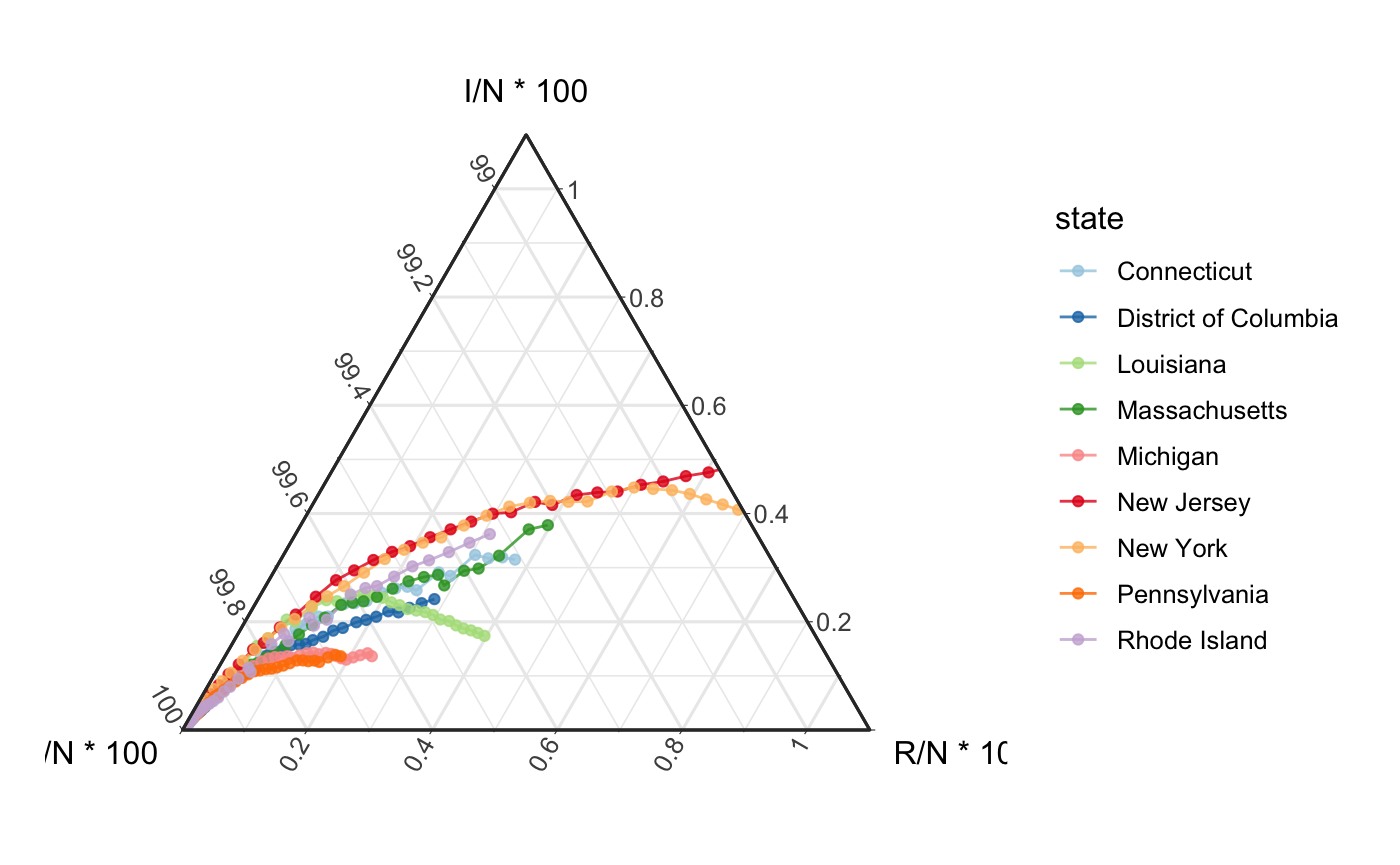 I/N * 100
99
1
99.2
0.8
99.4
0.6
99.6
0.4
99.8
0.2
100
/N * 100
0.2
0.4
0.6
0.8
1
R/N * 10
state
Connecticut
District of Columbia
Louisiana
Massachusetts
Michigan
New Jersey
New York
Pennsylvania
Rhode Island